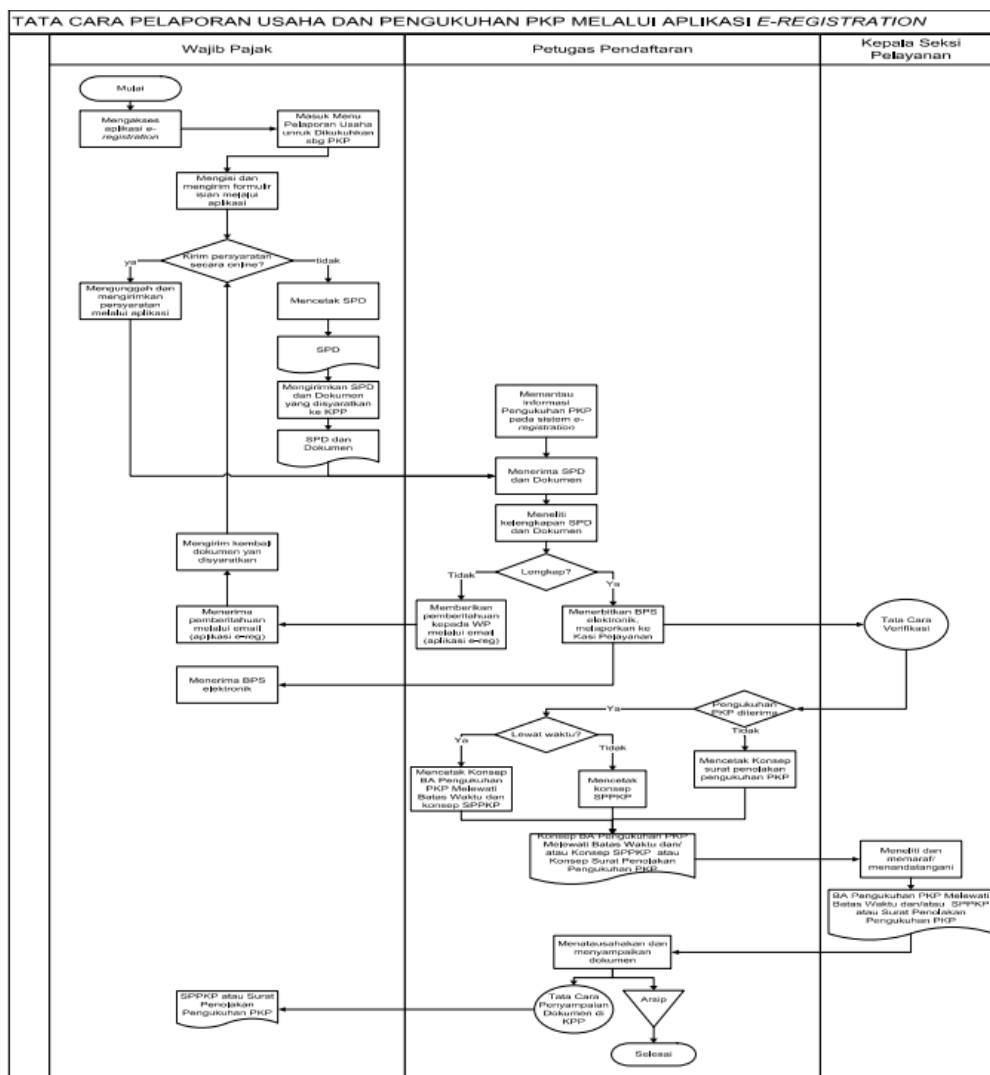 TATA CARA PELAPORAN USAHA DAN PENGUKUHAN PKP MELALUI APLIKASI E-REGISTRATION
Wajib Pajak
Petugas Pendaftaran
Kepala Seksi
Pelayanan
Mulai
Mengakses
aplikasi e-
registration
Masuk Menu
Pelaporan Usaha
unruk Dikukuhkan
sbg PKP
Mengisi dan
mengirim formulir
isian melalui
aplikasi
Kirim persyaratan
secara online?
ya
tidak
Mengunggah dan
mengirimkan
persyaratan
melalui aplikasi
Mencetak SPD
SPD
Mengirimkan SPD
dan Dokumen
yang disyaratkan
ke KPP
SPD dan
Dokumen
Memantau
informasi
Pengukuhan PKP
pada sistem e-
registration
Menerima SPD
dan Dokumen
Meneliti
kelengkapan SPD
dan Dokumen
Lengkap?
Tidak
Ya
Mengirim kembali
dokumen yan
disyaratkan
Menerima
pemberitahuan
melalui email
(aplikasi e-reg)
Memberikan
pemberitahuan
kepada WP
melalui email
(aplikasi e-reg)
Menerbitkan BPS
elektronik,
melaporkan ke
Kasi Pelayanan
Tata Cara
Verifikasi
Menerima BPS
elektronik
Pengukuhan
PKP diterima
Ya
Tidak
Lewat waktu?
Ya
Tidak
Mencetak Konsep
BA Pengukuhan
PKP Melewati
Batas Waktu dan
konsep SPPKP
Mencetak
konsep
SPPKP
Mencetak Konsep
surat penolakan
pengukuhan PKP
Konsep BA Pengukuhan PKP
Melewati Batas Waktu dan/
atau Konsep SPPKP atau
Konsep Surat Penolakan
Pengukuhan PKP
Meneliti dan
memaraf/
menandatangani
BA Pengukuhan PKP Melewati
Batas Waktu dan/atau SPPKP
atau Surat Penolakan
Pengukuhan PKP
Menatausahakan dan
menyampaikan
dokumen
SPPKP atau Surat
Penolakan
Pengukuhan PKP
Tata Cara
Penyampaian
Dokumen di
KPP
Arsip
Selesai